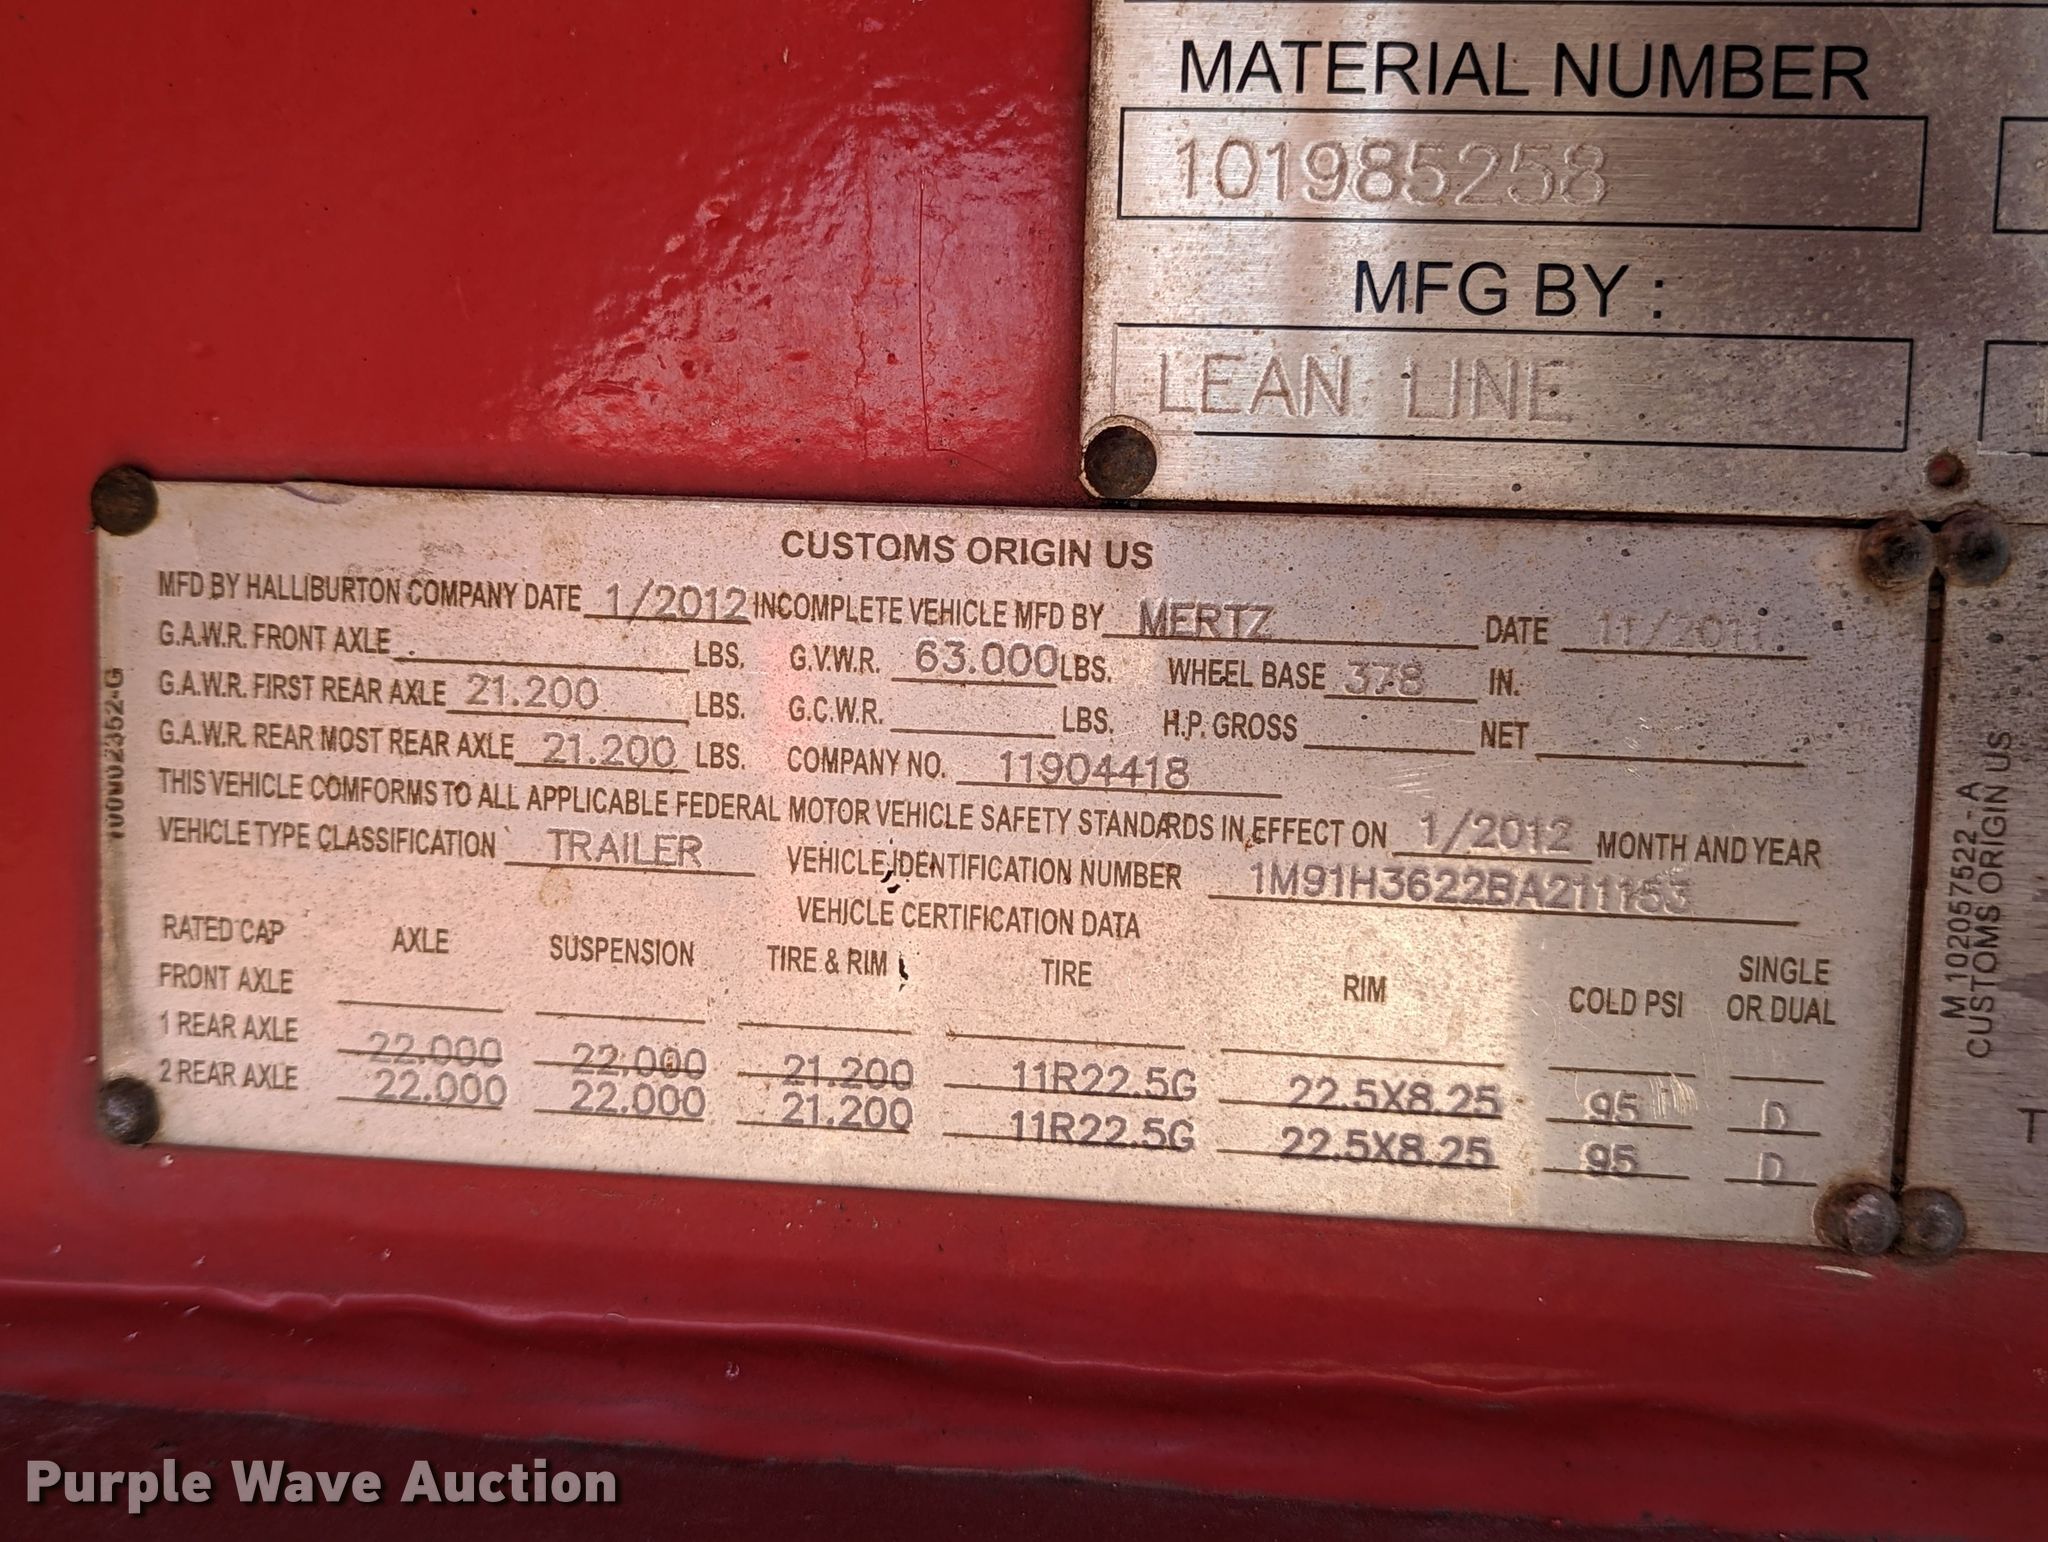 MATERIAL NUMBER
101985258
MFG BY :
LEAN LINE
CUSTOMS ORIGIN US
MFD BY HALLIBURTON COMPANY DATE 1/2012 INCOMPLETE VEHICLE MFD BY MERTZ DATE 11/2011
G.A.W.R. FRONT AXLE LBS. G.V.W.R. 63.000 LBS. WHEEL BASE 378 IN.
G.A.W.R. FIRST REAR AXLE 21.200 LBS. G.C.W.R. LBS. H.P. GROSS NET
G.A.W.R. REAR MOST REAR AXLE 21.200 LBS. COMPANY NO. 11904418
THIS VEHICLE COMFORMS TO ALL APPLICABLE FEDERAL MOTOR VEHICLE SAFETY STANDARDS IN EFFECT ON 1/2012 MONTH AND YEAR
VEHICLE TYPE CLASSIFICATION TRAILER VEHICLE IDENTIFICATION NUMBER 1M91H3622BA211153
VEHICLE CERTIFICATION DATA
RATED CAP AXLE SUSPENSION TIRE & RIM TIRE RIM COLD PSI SINGLE OR DUAL
FRONT AXLE
1 REAR AXLE 22.000 22.000 21.200 11R22.5G 22.5X8.25 95 D
2 REAR AXLE 22.000 22.000 21.200 11R22.5G 22.5X8.25 95 D
M 102057522 - A
CUSTOMS ORIGIN US
Purple Wave Auction